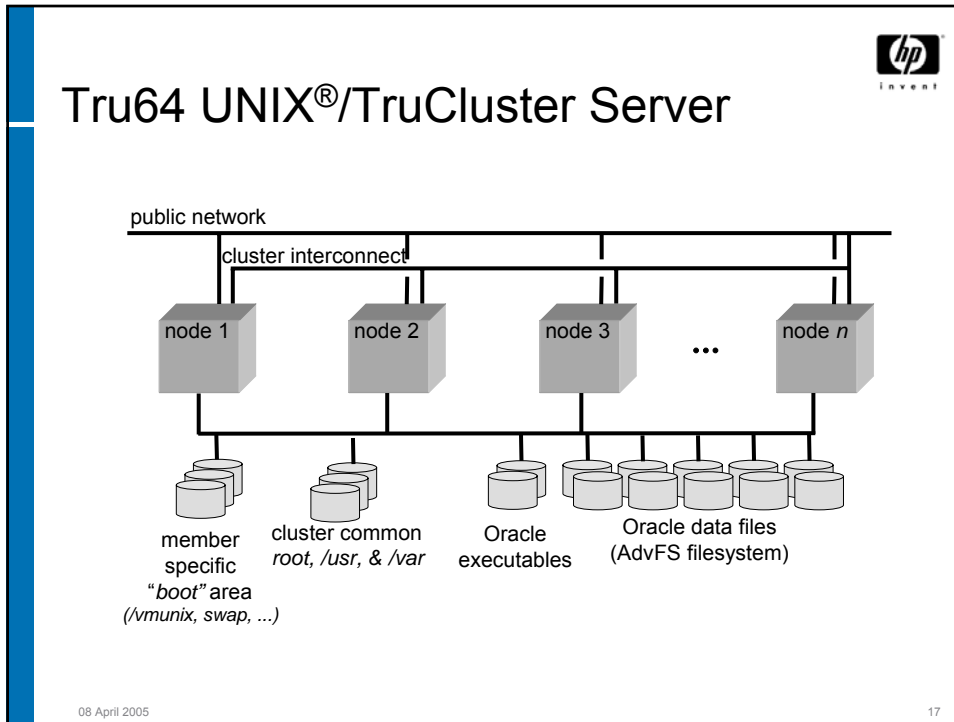 hp
invent
Tru64 UNIX®/TruCluster Server
public network
cluster interconnect
node 1
node 2
node 3
...
node n
member
specific
“boot” area
(/vmunix, swap, ...)
cluster common
root, /usr, & /var
Oracle
executables
Oracle data files
(AdvFS filesystem)
08 April 2005
17